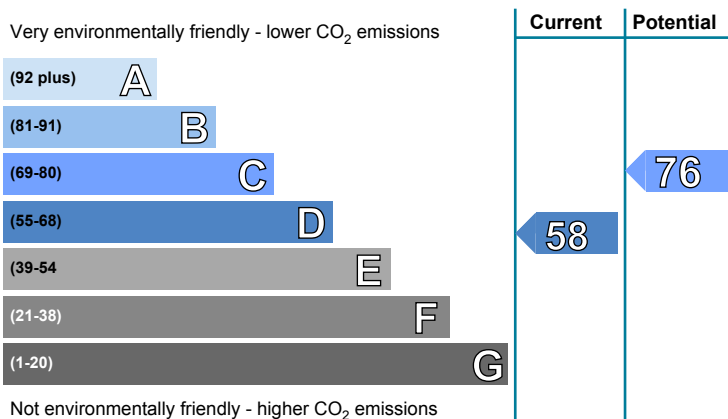 Current Potential
Very environmentally friendly - lower CO2 emissions
(92 plus) A
(81-91) B
(69-80) C 76
(55-68) D 58
(39-54 E
(21-38) F
(1-20) G
Not environmentally friendly - higher CO2 emissions